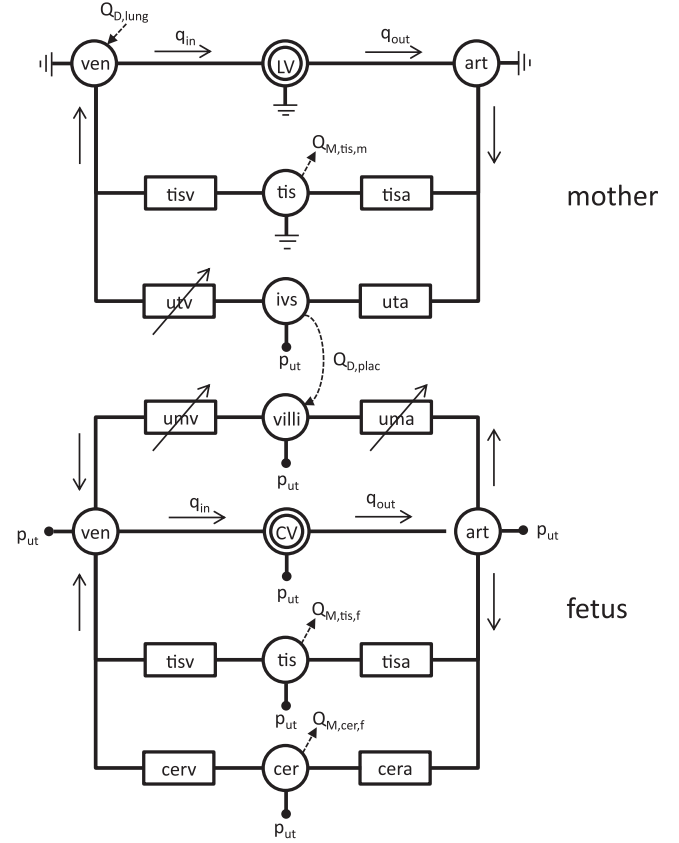 Q_D,lung
q_in
q_out
ven
LV
art
Q_M,tis,m
tisv
tis
tisa
mother
utv
ivs
uta
p_ut
Q_D,plac
umv
villi
uma
p_ut
q_in
q_out
p_ut
ven
CV
art
p_ut
p_ut
Q_M,tis,f
fetus
tisv
tis
tisa
p_ut
Q_M,cer,f
cerv
cer
cera
p_ut